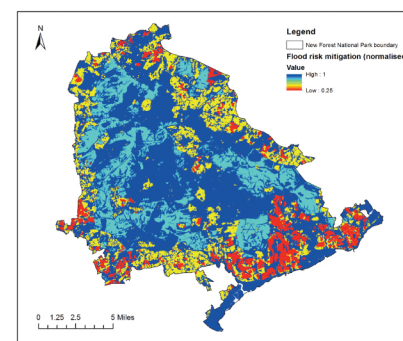 N
Legend
New Forest National Park boundary
Flood risk mitigation (normalised
Value
High : 1
Low : 0.25
0 1.25 2.5 5 Miles